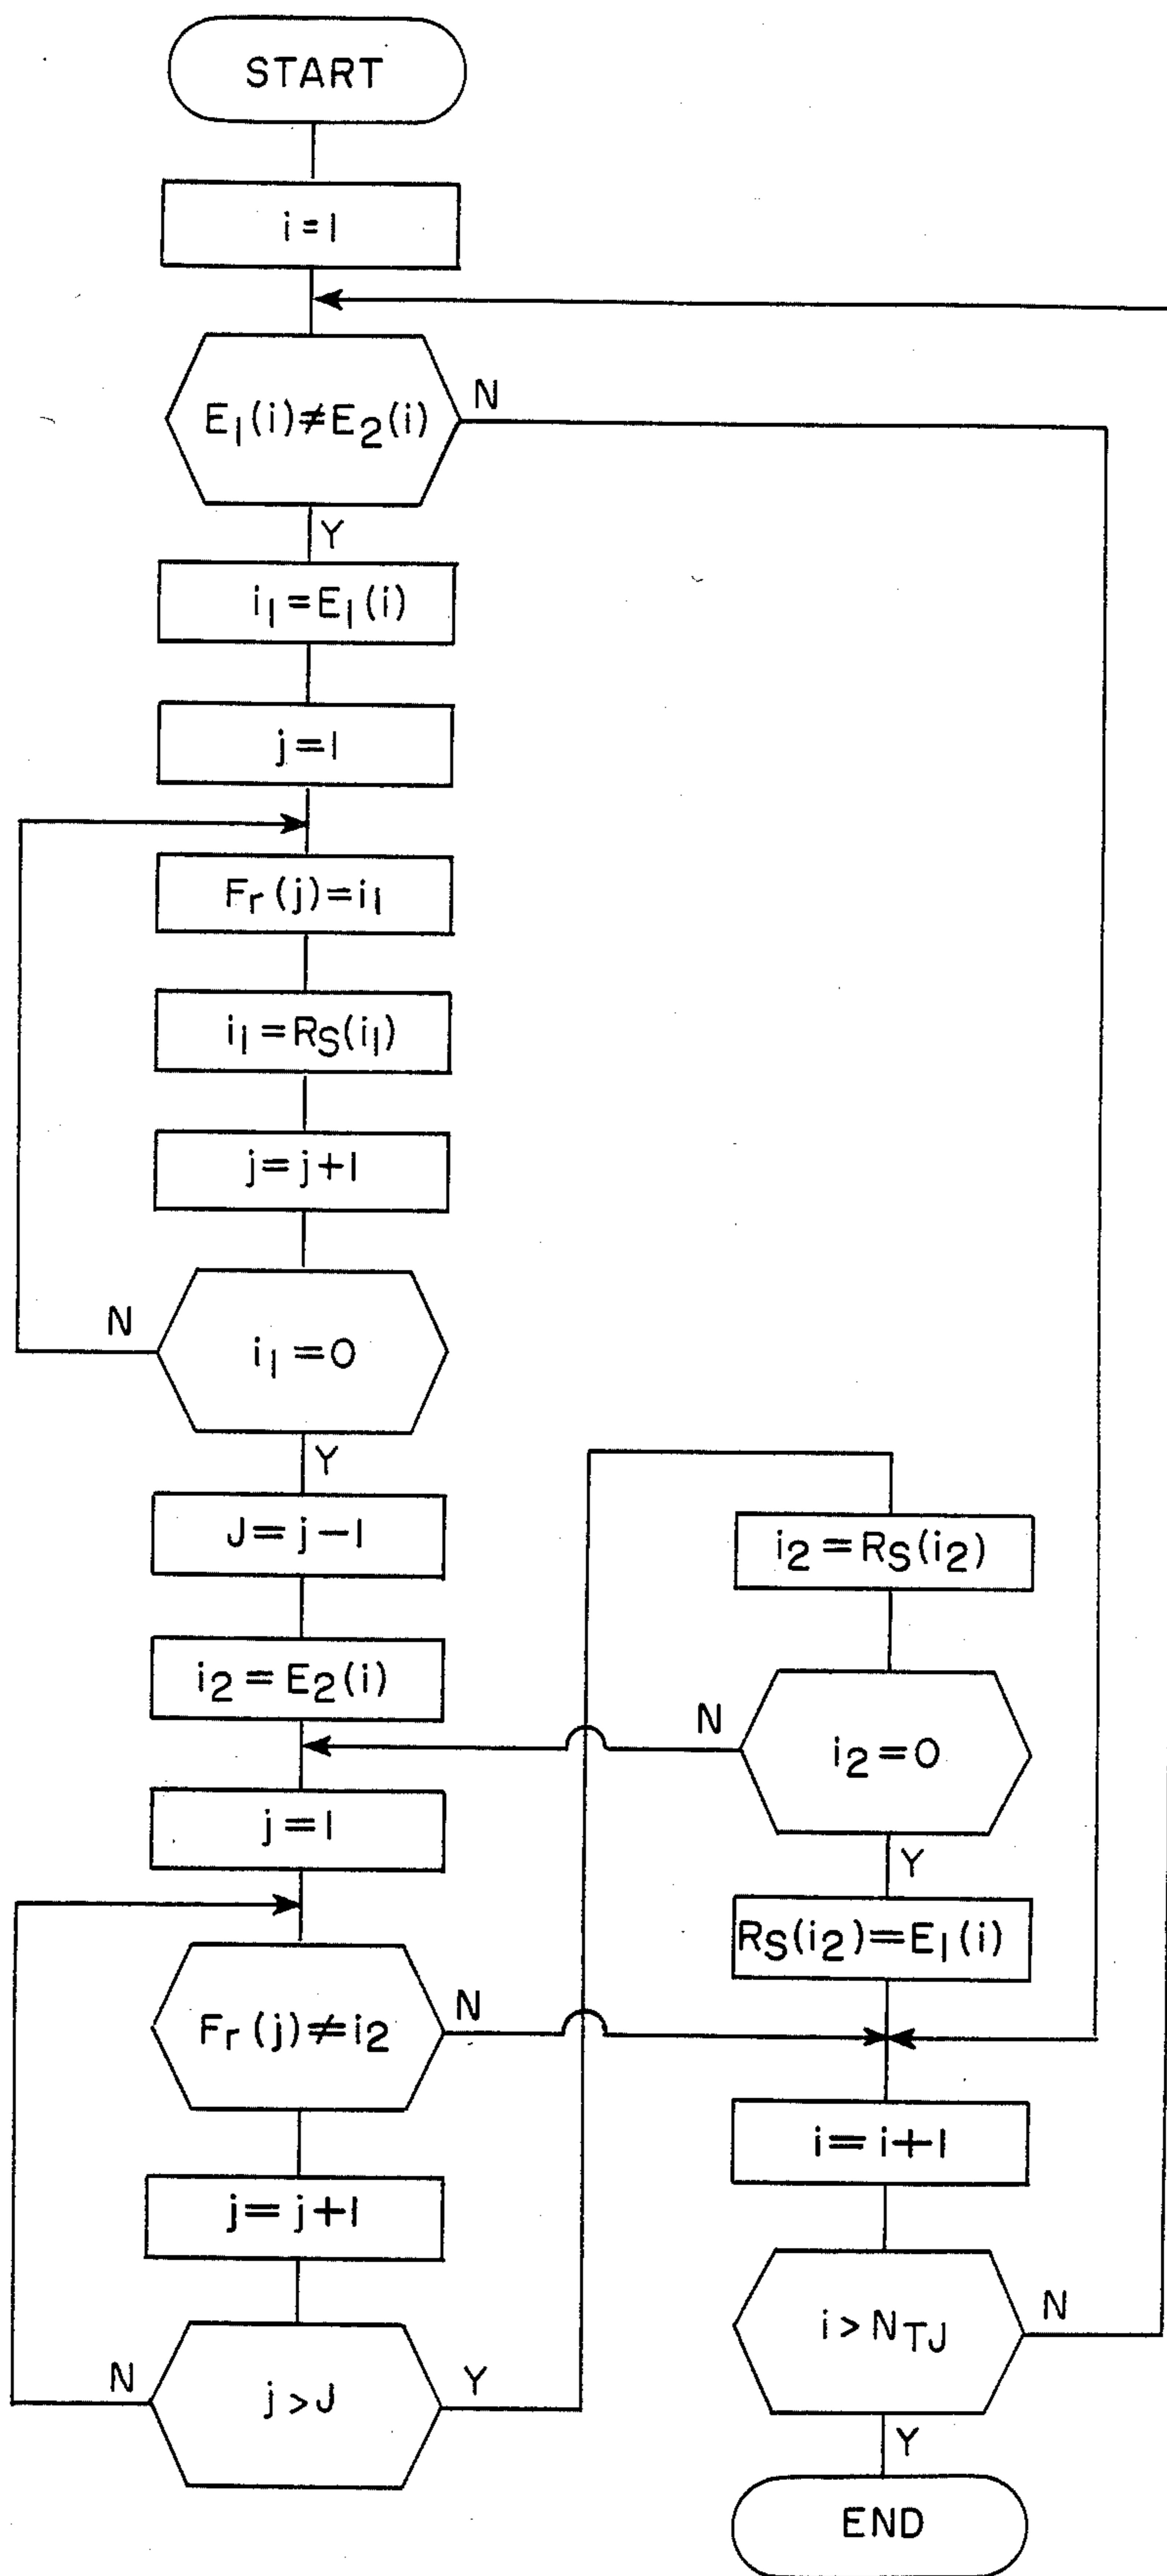 START
i=1
E₁(i)≠E₂(i)
N
Y
i₁=E₁(i)
j=1
Fr(j)=i₁
i₁=RS(i₁)
j=j+1
i₁=0
N
Y
J=j-1
i₂=E₂(i)
j=1
Fr(j)≠i₂
N
j=j+1
j>J
N
Y
i₂=RS(i₂)
i₂=0
N
Y
RS(i₂)=E₁(i)
i=i+1
i>NTJ
N
Y
END